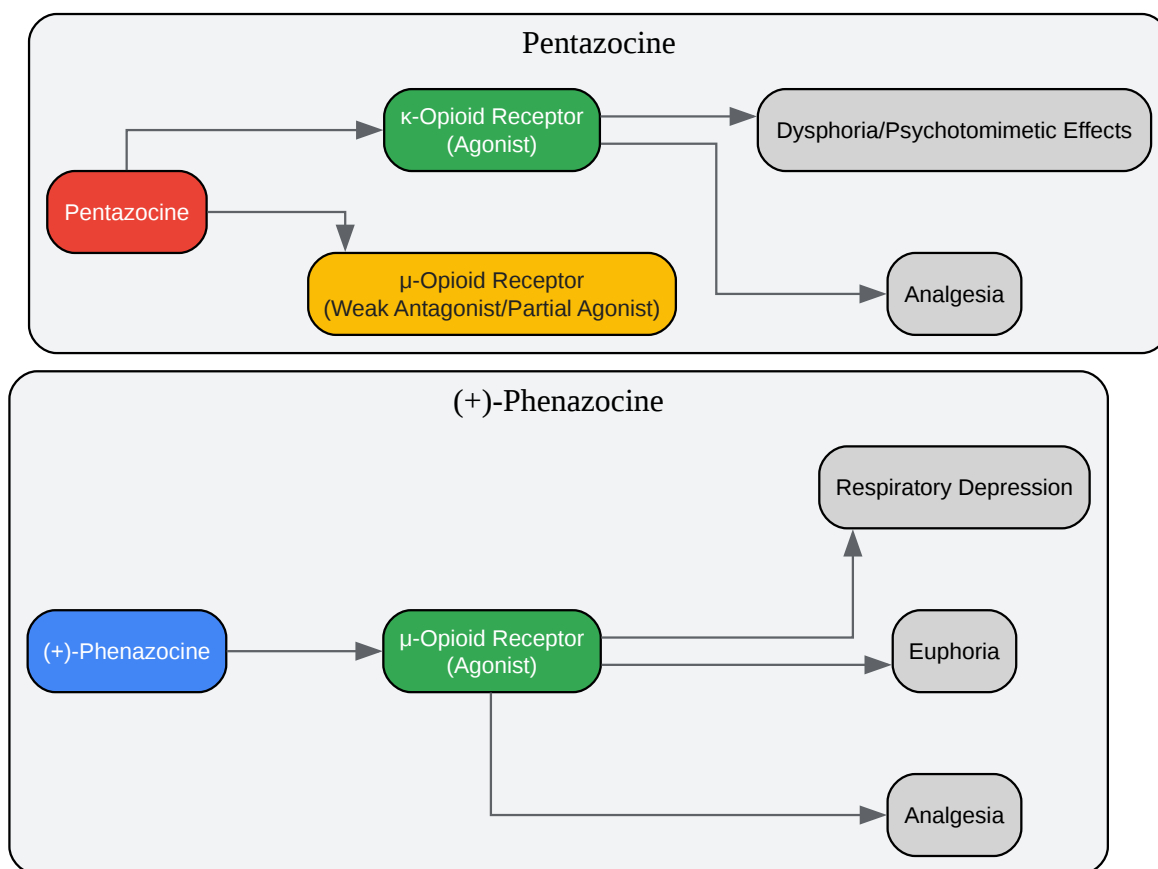 Pentazocine
κ-Opioid Receptor
(Agonist)
Dysphoria/Psychotomimetic Effects
Pentazocine
μ-Opioid Receptor
(Weak Antagonist/Partial Agonist)
Analgesia
(+)-Phenazocine
Respiratory Depression
(+)-Phenazocine
μ-Opioid Receptor
(Agonist)
Euphoria
Analgesia